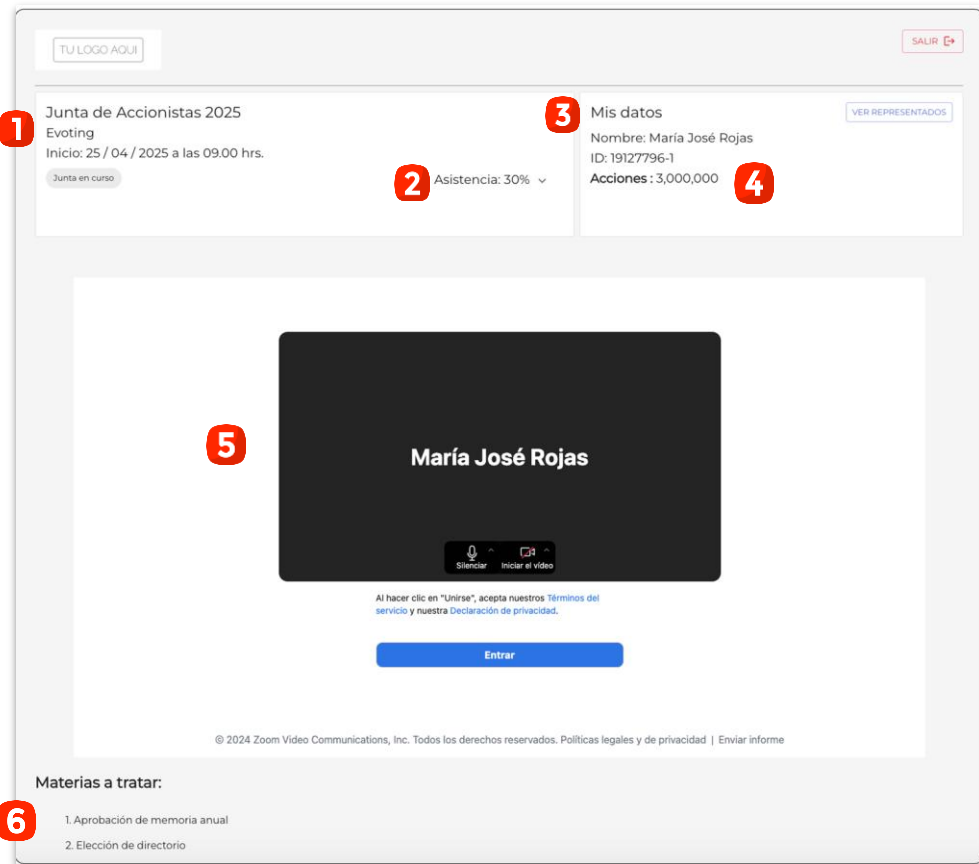 TU LOGO AQUI
SALIR
1
Junta de Accionistas 2025
Evoting
Inicio: 25 / 04 / 2025 a las 09.00 hrs.
Junta en curso
2
Asistencia: 30%
3
Mis datos
VER REPRESENTADOS
Nombre: María José Rojas
ID: 19127796-1
Acciones : 3,000,000
4
5
María José Rojas
Silenciar
Iniciar el vídeo
Al hacer clic en "Unirse", acepta nuestros Términos del
servicio y nuestra Declaración de privacidad.
Entrar
© 2024 Zoom Video Communications, Inc. Todos los derechos reservados. Políticas legales y de privacidad | Enviar informe
Materias a tratar:
6
1. Aprobación de memoria anual
2. Elección de directorio